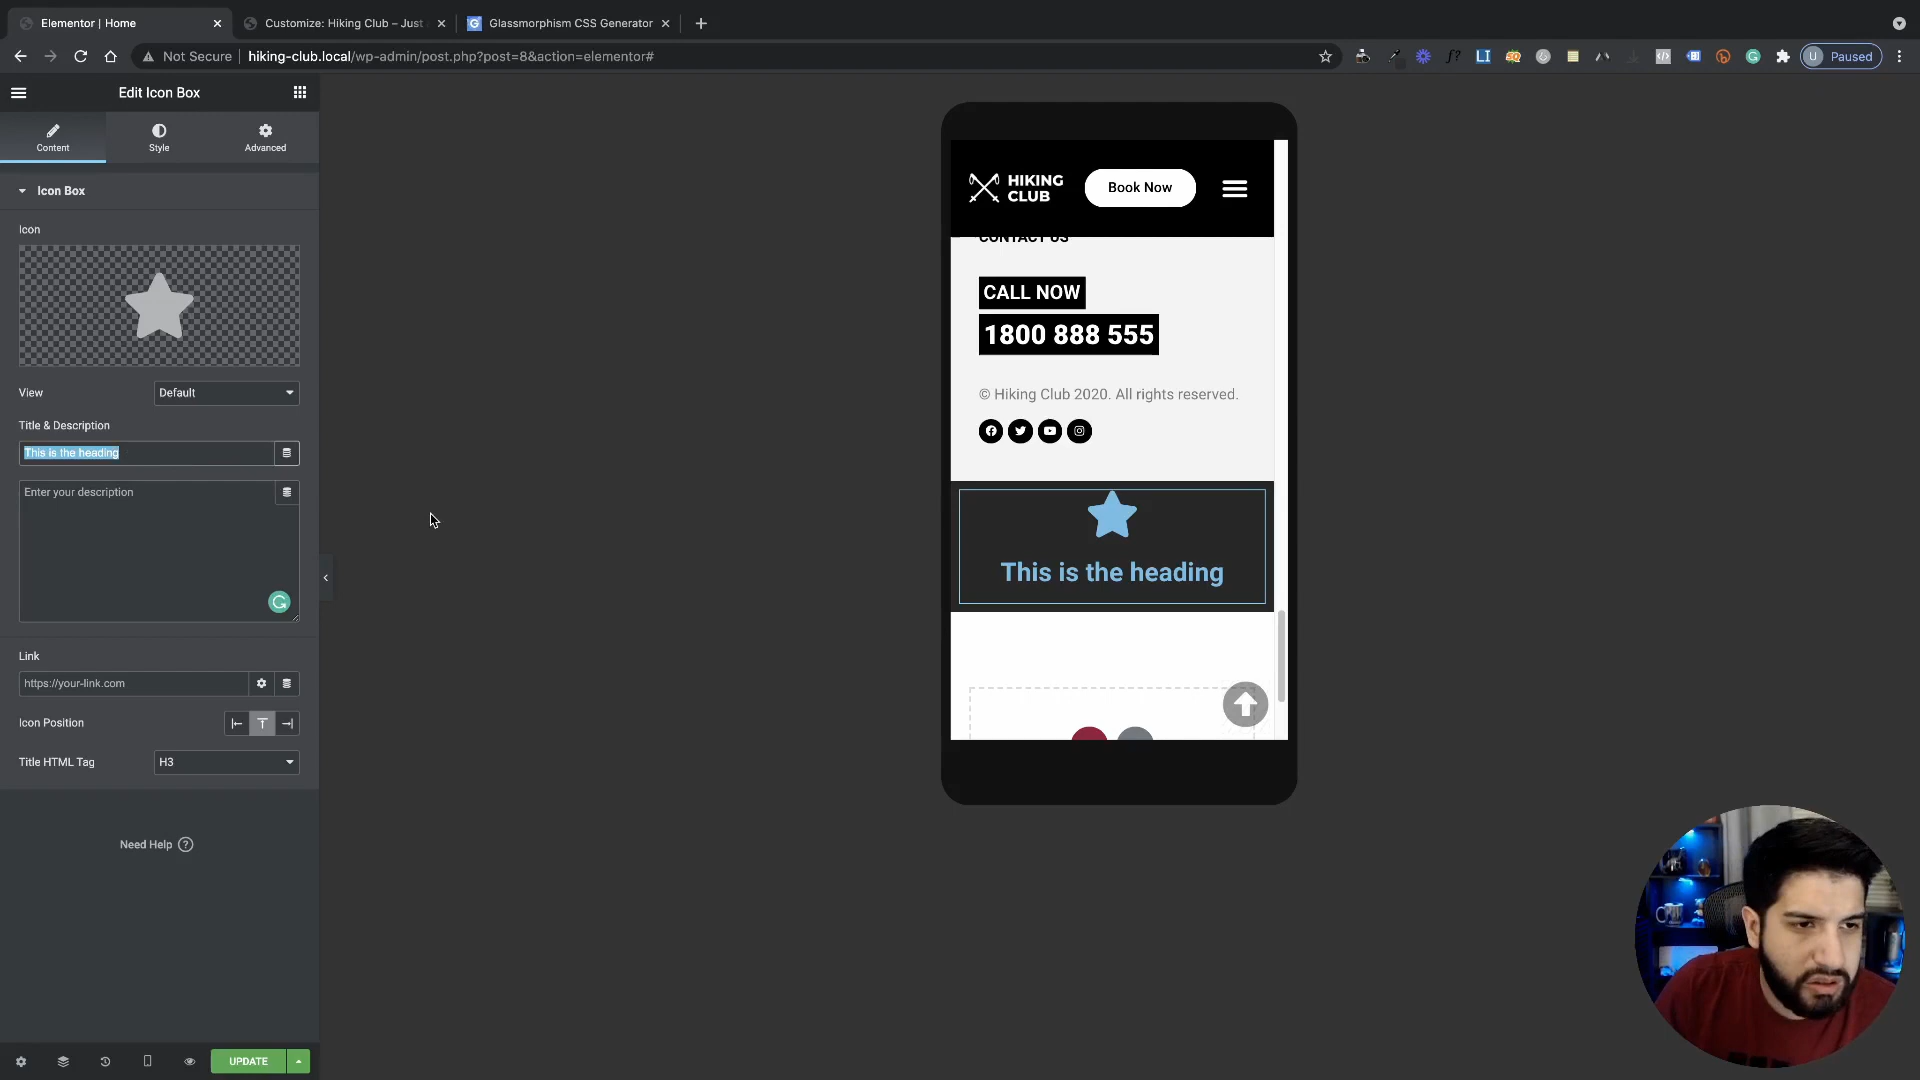 Elementor | Home
Customize: Hiking Club – Just
Glassmorphism CSS Generator
Not Secure
hiking-club.local/wp-admin/post.php?post=8&action=elementor#
Paused
Edit Icon Box
Content
Style
Advanced
Icon Box
Icon
View
Default
Title & Description
This is the heading
Enter your description
Link
https://your-link.com
Icon Position
Title HTML Tag
H3
Need Help
UPDATE
HIKING
CLUB
Book Now
CONTACT US
CALL NOW
1800 888 555
© Hiking Club 2020. All rights reserved.
This is the heading